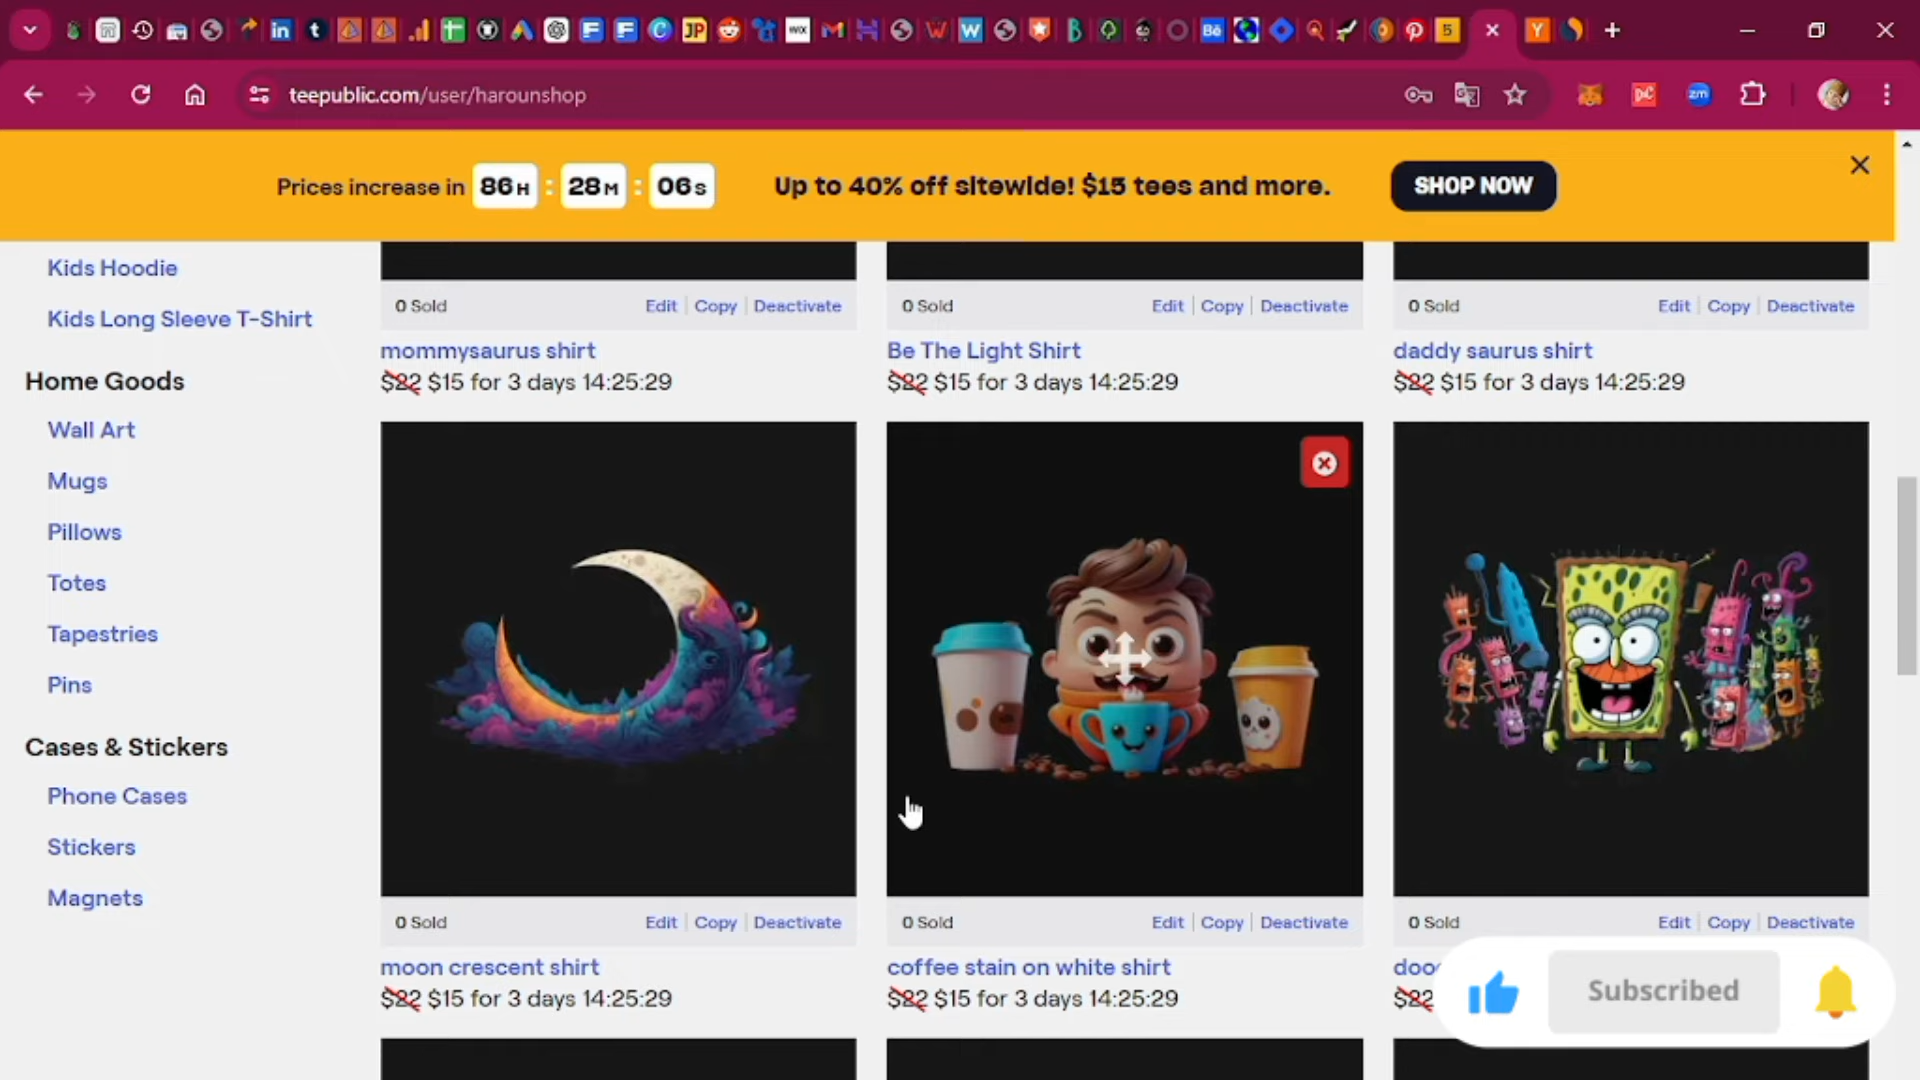 teepublic.com/user/harounshop
Prices increase in 86H : 28M : 06S
Up to 40% off sitewide! $15 tees and more.
SHOP NOW
Kids Hoodie
Kids Long Sleeve T-Shirt
Home Goods
Wall Art
Mugs
Pillows
Totes
Tapestries
Pins
Cases & Stickers
Phone Cases
Stickers
Magnets
0 Sold Edit | Copy | Deactivate
mommysaurus shirt
$22 $15 for 3 days 14:25:29
0 Sold Edit | Copy | Deactivate
Be The Light Shirt
$22 $15 for 3 days 14:25:29
0 Sold Edit | Copy | Deactivate
daddy saurus shirt
$22 $15 for 3 days 14:25:29
0 Sold Edit | Copy | Deactivate
moon crescent shirt
$22 $15 for 3 days 14:25:29
0 Sold Edit | Copy | Deactivate
coffee stain on white shirt
$22 $15 for 3 days 14:25:29
0 Sold Edit | Copy | Deactivate
$22
Subscribed